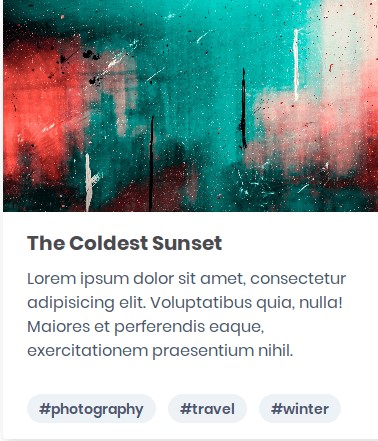 The Coldest Sunset
Lorem ipsum dolor sit amet, consectetur
adipisicing elit. Voluptatibus quia, nulla!
Maiores et perferendis eaque,
exercitationem praesentium nihil.
#photography #travel #winter